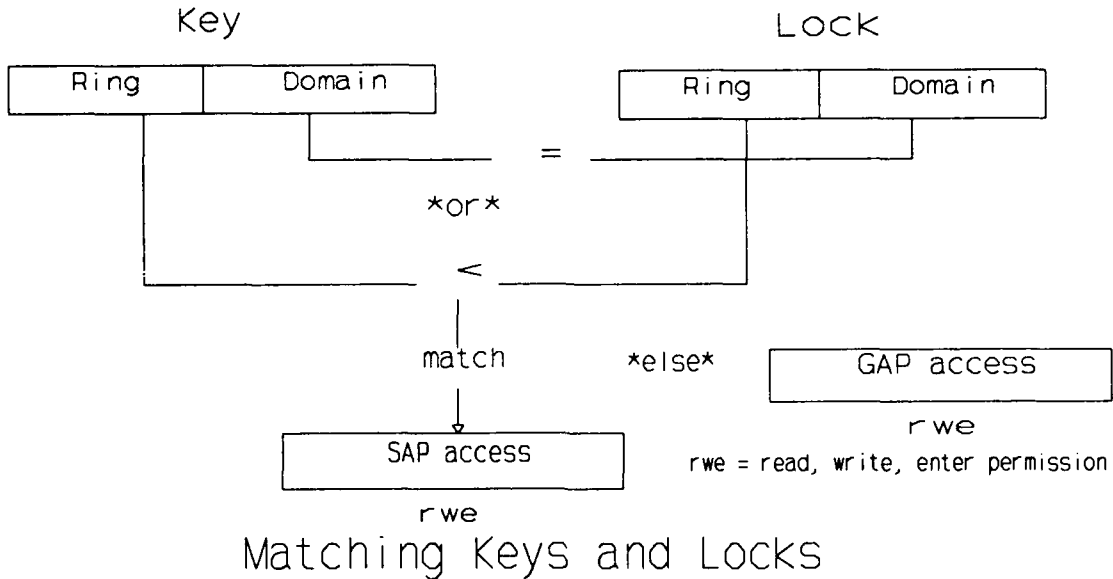 Key
Lock
Ring Domain
Ring Domain
=
*or*
<
match
*else*
GAP access
rwe
SAP access
rwe = read, write, enter permission
rwe
Matching Keys and Locks